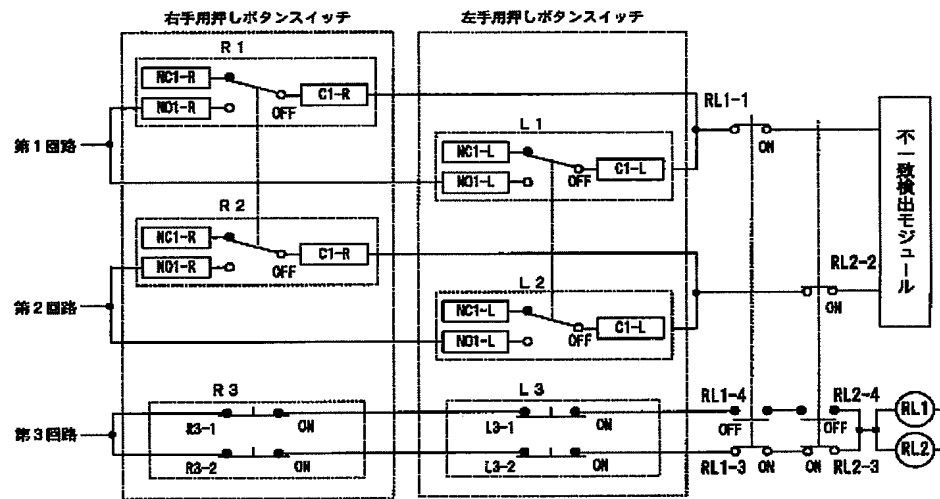 右手用押しボタンスイッチ
左手用押しボタンスイッチ
R1
NC1-R
NO1-R
OFF
C1-R
RL1-1
ON
第1回路
L1
NC1-L
NO1-L
OFF
C1-L
不一致検出モジュール
R2
NC1-R
NO1-R
OFF
C1-R
RL2-2
ON
第2回路
L2
NC1-L
NO1-L
OFF
C1-L
R3
L3
RL1-4
RL2-4
R3-1
ON
L3-1
ON
OFF
OFF
RL1
第3回路
R3-2
ON
L3-2
ON
RL1-3
ON
ON
RL2-3
RL2